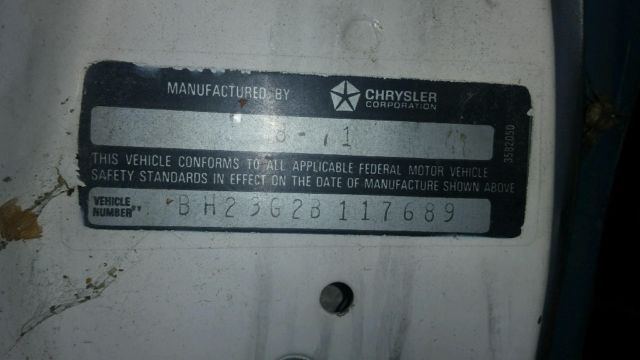 MANUFACTURED BY CHRYSLER CORPORATION
8-71
THIS VEHICLE CONFORMS TO ALL APPLICABLE FEDERAL MOTOR VEHICLE
SAFETY STANDARDS IN EFFECT ON THE DATE OF MANUFACTURE SHOWN ABOVE
VEHICLE NUMBER BH23G2B117689
3582050